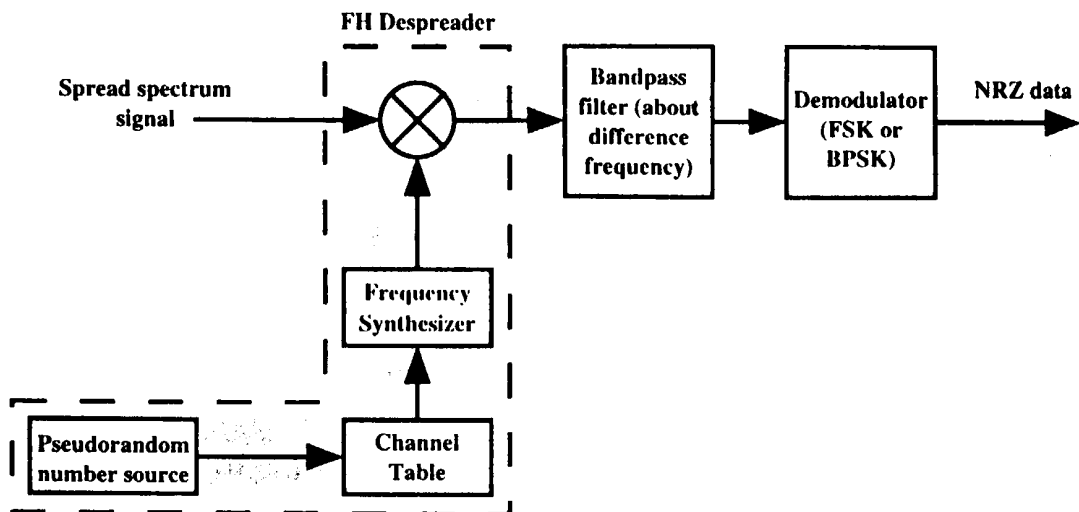 FH Despreader
Spread spectrum
signal
Bandpass
filter (about
difference
frequency)
Demodulator
(FSK or
BPSK)
NRZ data
Frequency
Synthesizer
Pseudorandom
number source
Channel
Table